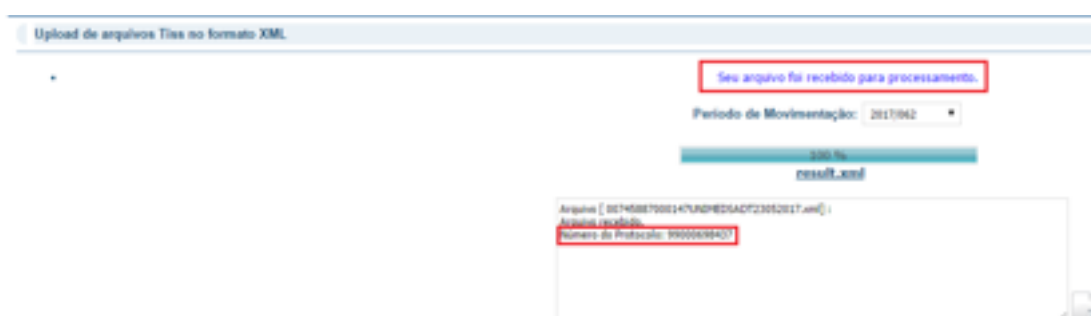 Upload de arquivos Tiss no formato XML
Seu arquivo foi recebido para processamento.
Período de Movimentação: 2017/062
100 %
result.xml
Arquivo [ 00745887000147UNIMEDSADT23052017.xml] :
Arquivo recebido.
Número do Protocolo: 99000698437